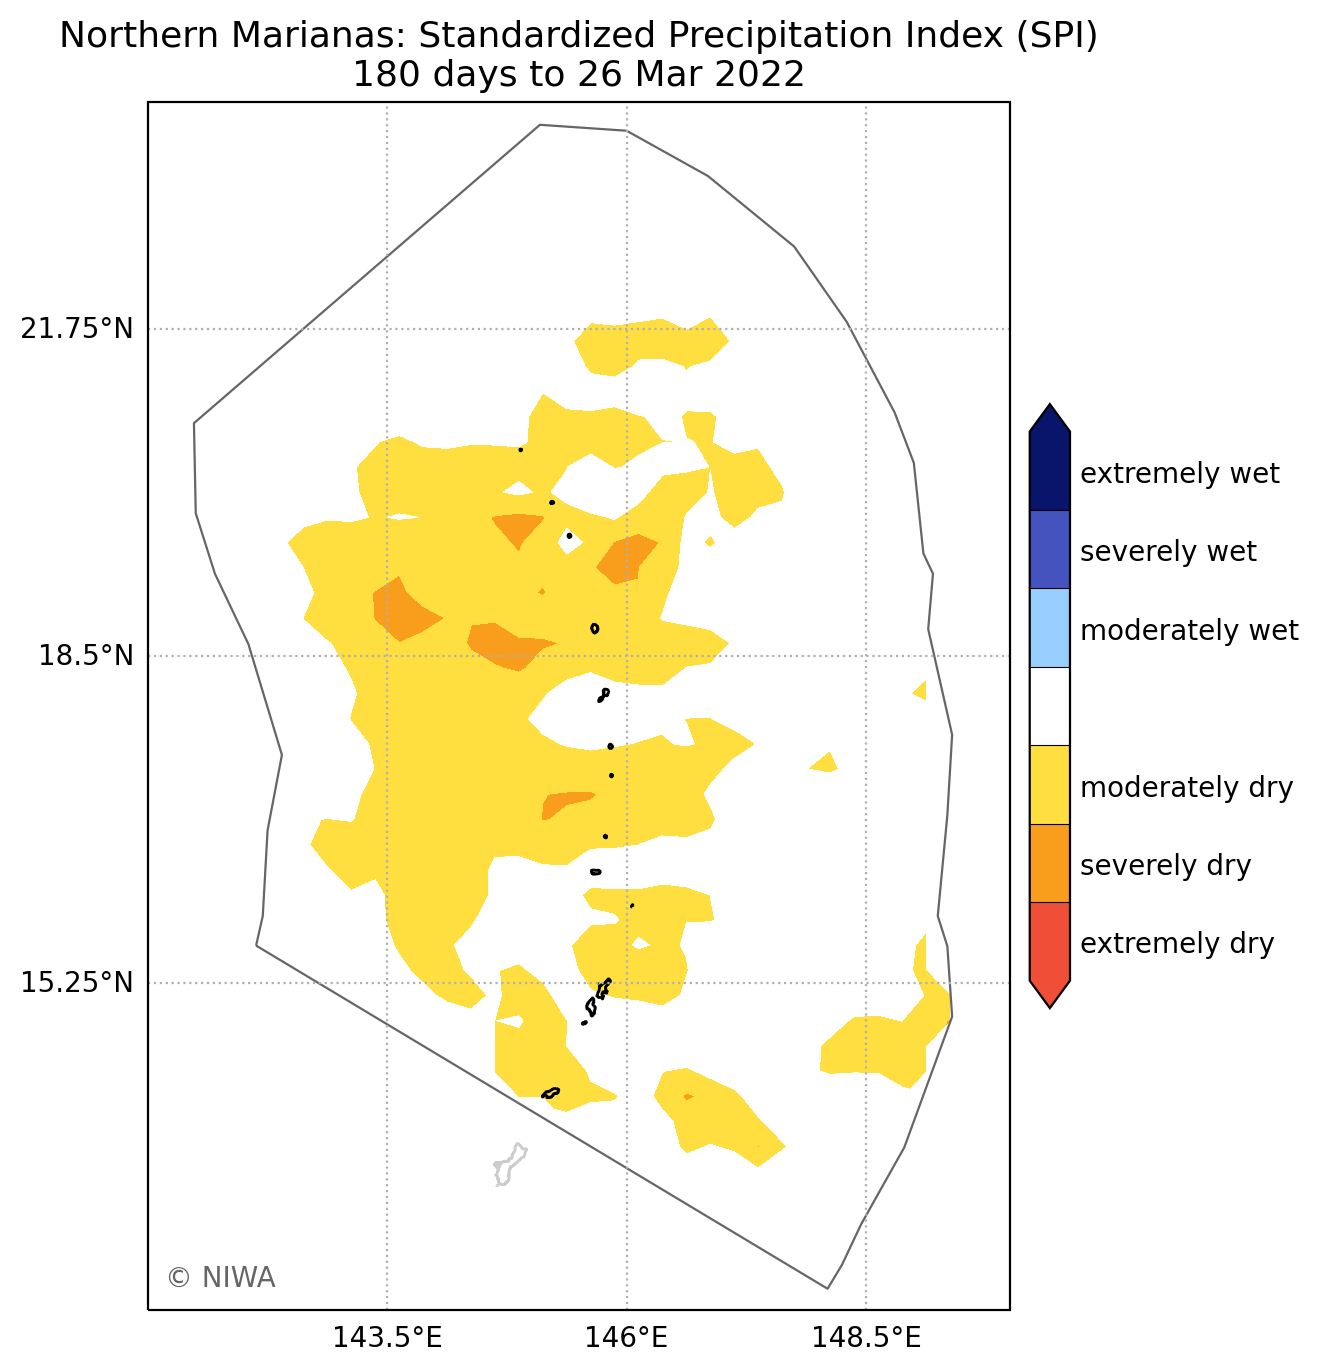 Northern Marianas: Standardized Precipitation Index (SPI)
180 days to 26 Mar 2022
21.75°N
18.5°N
15.25°N
143.5°E
146°E
148.5°E
extremely wet
severely wet
moderately wet
moderately dry
severely dry
extremely dry
© NIWA